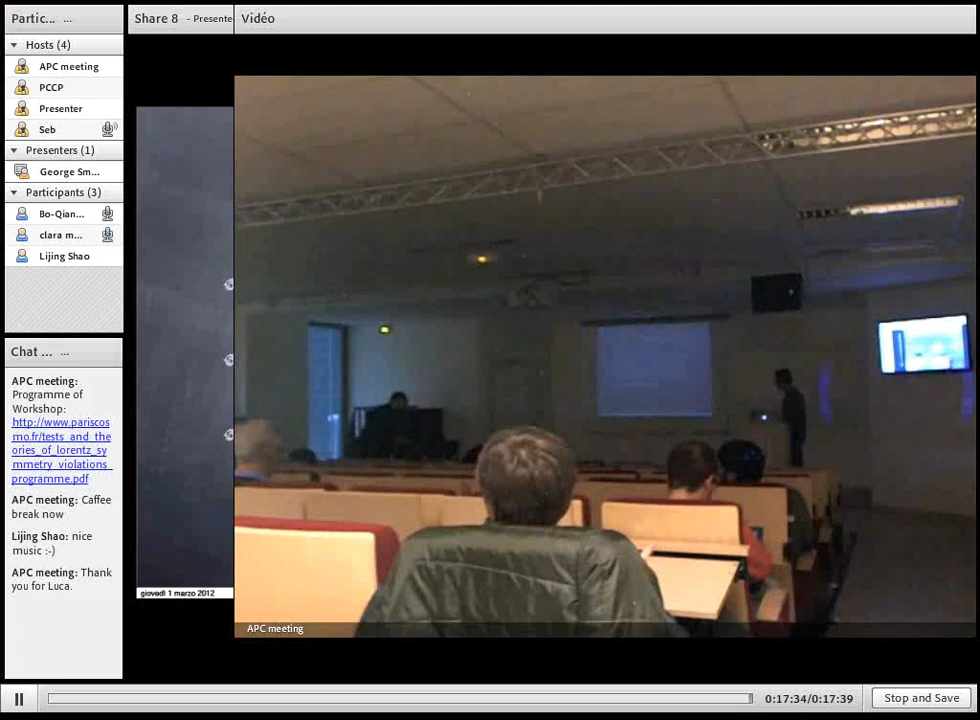 Partic... ...
Hosts (4)
APC meeting
PCCP
Presenter
Seb
Presenters (1)
George Sm...
Participants (3)
Bo-Qian...
clara m...
Lijing Shao
Chat ... ...
APC meeting:
Programme of
Workshop:
http://www.pariscos
mo.fr/tests_and_the
ories_of_lorentz_sy
mmetry_violations_
programme.pdf
APC meeting: Caffee
break now
Lijing Shao: nice
music :-)
APC meeting: Thank
you for Luca.
Share 8 - Presente
giovedì 1 marzo 2012
Vidéo
APC meeting
0:17:34/0:17:39
Stop and Save